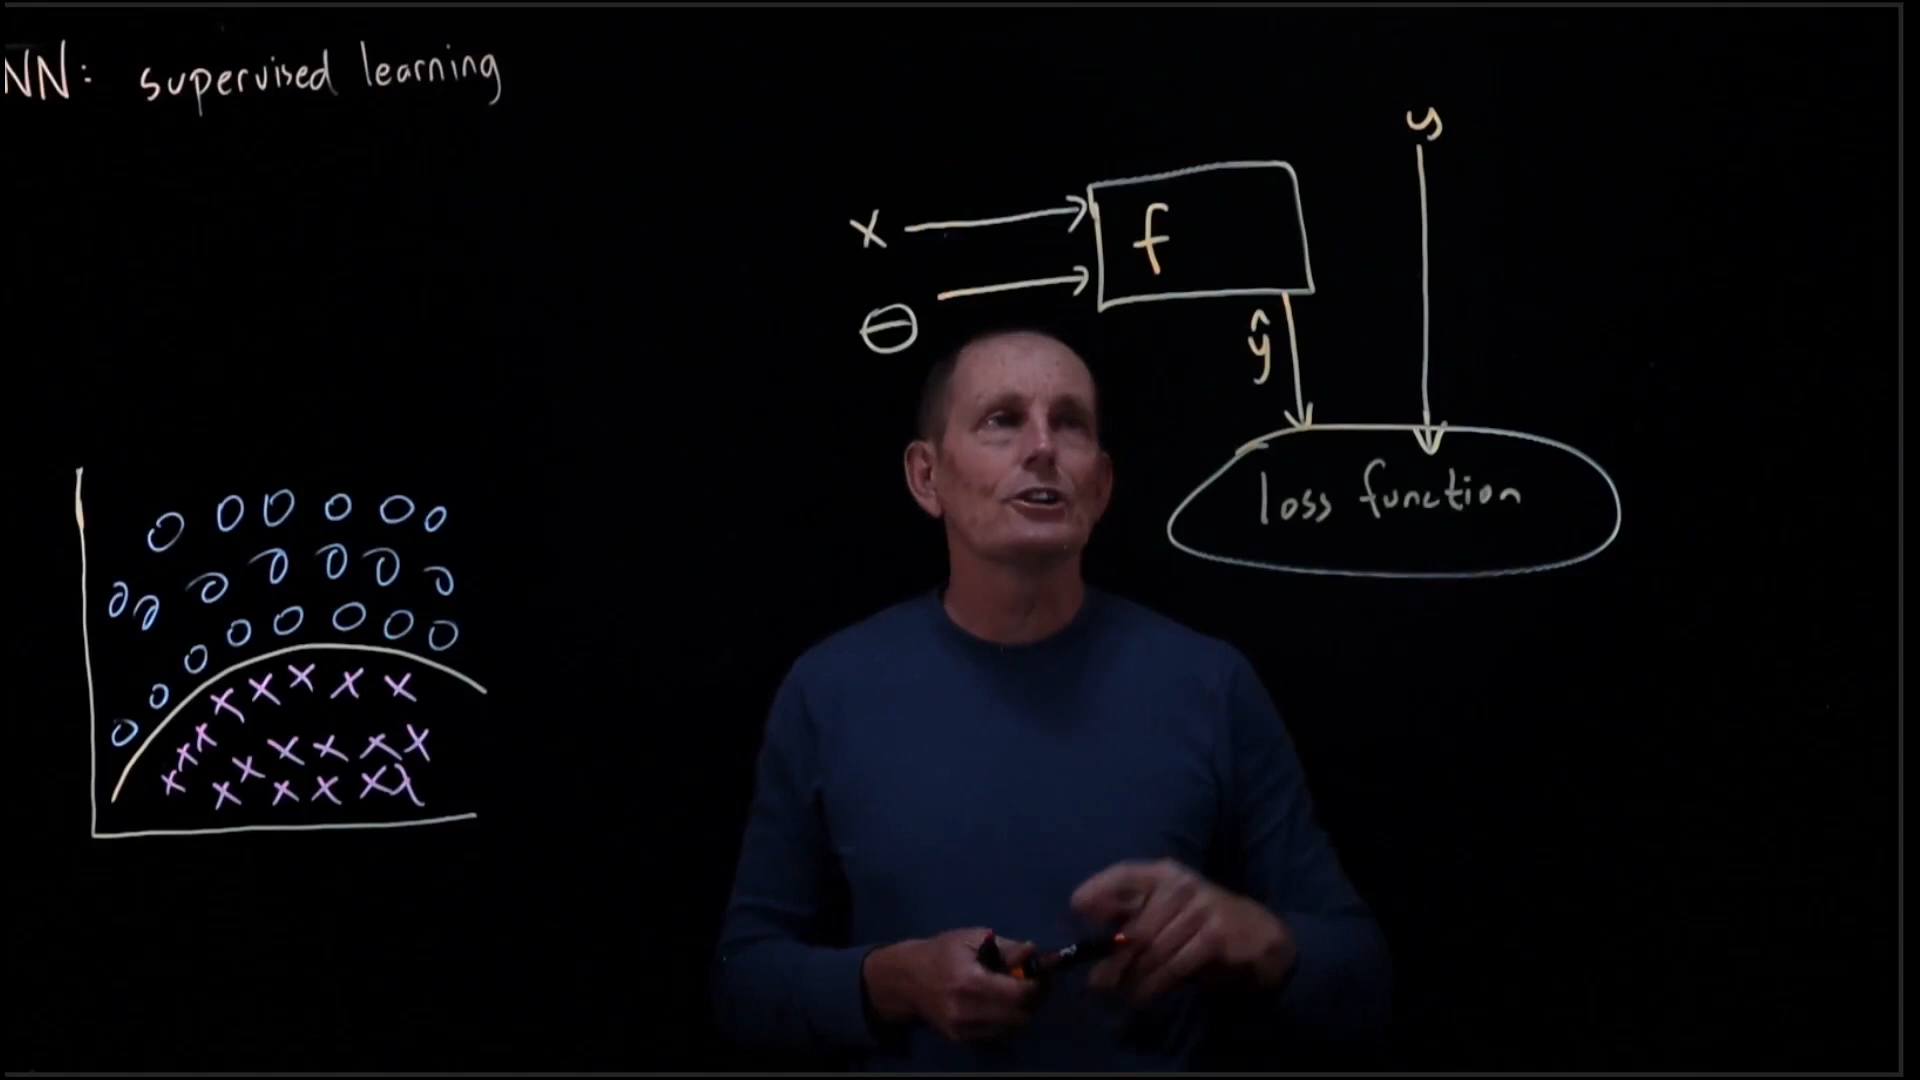 NN: supervised learning
y
x
f
θ
ŷ
loss function